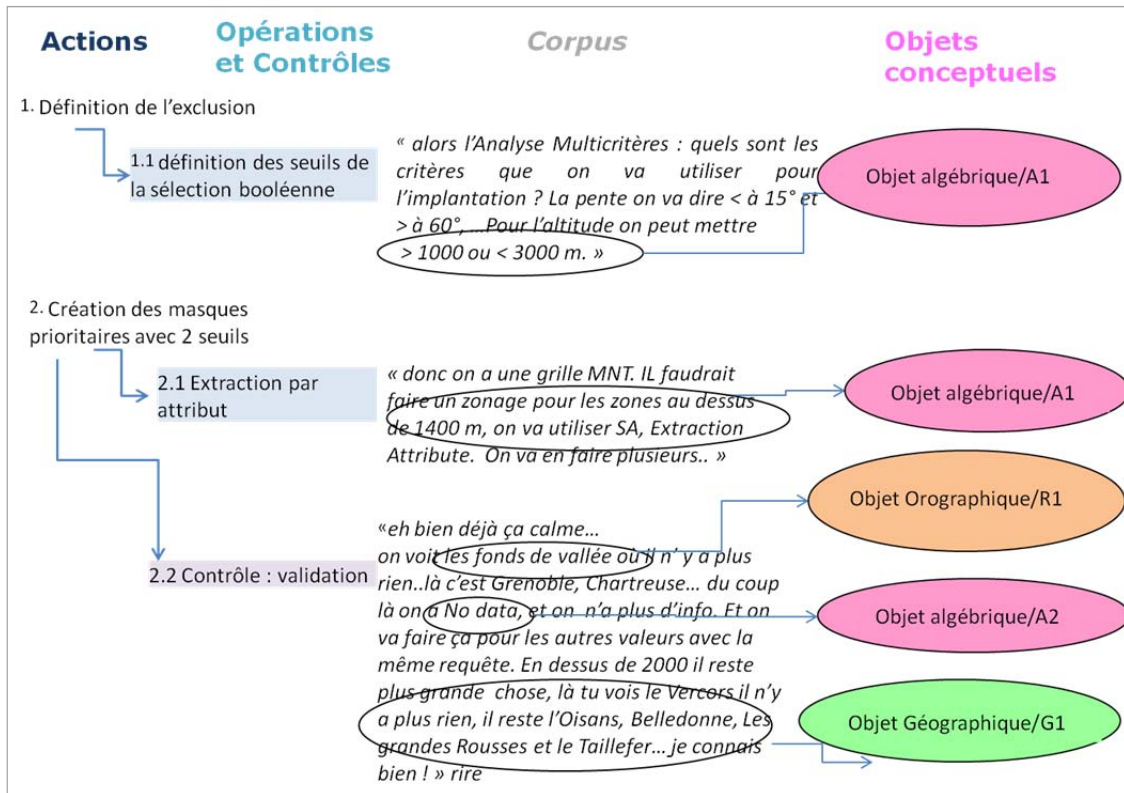 Actions
Opérations
et Contrôles
Corpus
Objets
conceptuels
1. Définition de l'exclusion
1.1 définition des seuils de
la sélection booléenne
« alors l'Analyse Multicritères : quels sont les
critères que on va utiliser pour
l'implantation ? La pente on va dire < à 15° et
> à 60°, ...Pour l'altitude on peut mettre
> 1000 ou < 3000 m. »
Objet algébrique/A1
2. Création des masques
prioritaires avec 2 seuils
2.1 Extraction par
attribut
« donc on a une grille MNT. IL faudrait
faire un zonage pour les zones au dessus
de 1400 m, on va utiliser SA, Extraction
Attribute. On va en faire plusieurs.. »
Objet algébrique/A1
Objet Orographique/R1
2.2 Contrôle : validation
«eh bien déjà ça calme...
on voit les fonds de vallée où il n' y a plus
rien..là c'est Grenoble, Chartreuse... du coup
là on a No data, et on n'a plus d'info. Et on
va faire ça pour les autres valeurs avec la
même requête. En dessus de 2000 il reste
plus grande chose, là tu vois le Vercors il n'y
a plus rien, il reste l'Oisans, Belledonne, Les
grandes Rousses et le Taillefer... je connais
bien ! » rire
Objet algébrique/A2
Objet Géographique/G1